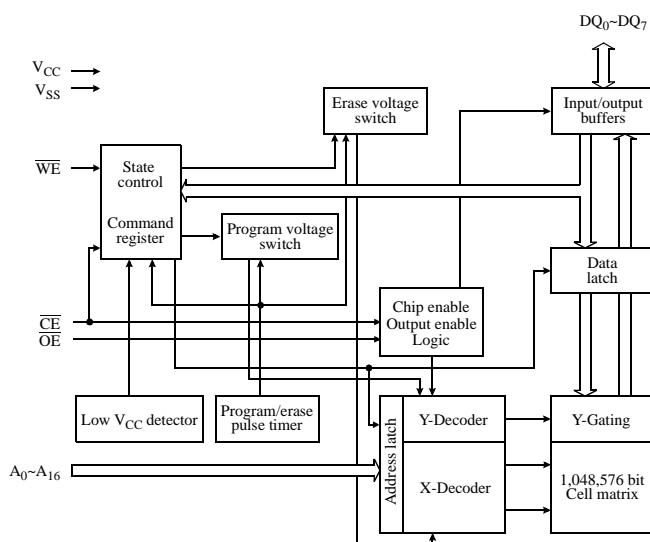 DQ0~DQ7
VCC
VSS
Erase voltage
switch
Input/output
buffers
WE
State
control
Command
register
Program voltage
switch
Data
latch
Chip enable
Output enable
Logic
CE
OE
Low VCC detector
Program/erase
pulse timer
Address latch
Y-Decoder
Y-Gating
A0~A16
X-Decoder
1,048,576 bit
Cell matrix